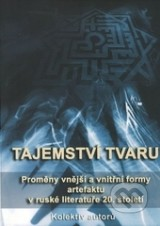 TAJEMSTVÍ TVARU
Proměny vnější a vnitřní formy
artefaktu
v ruské literatuře 20. století
Kolektiv autorů